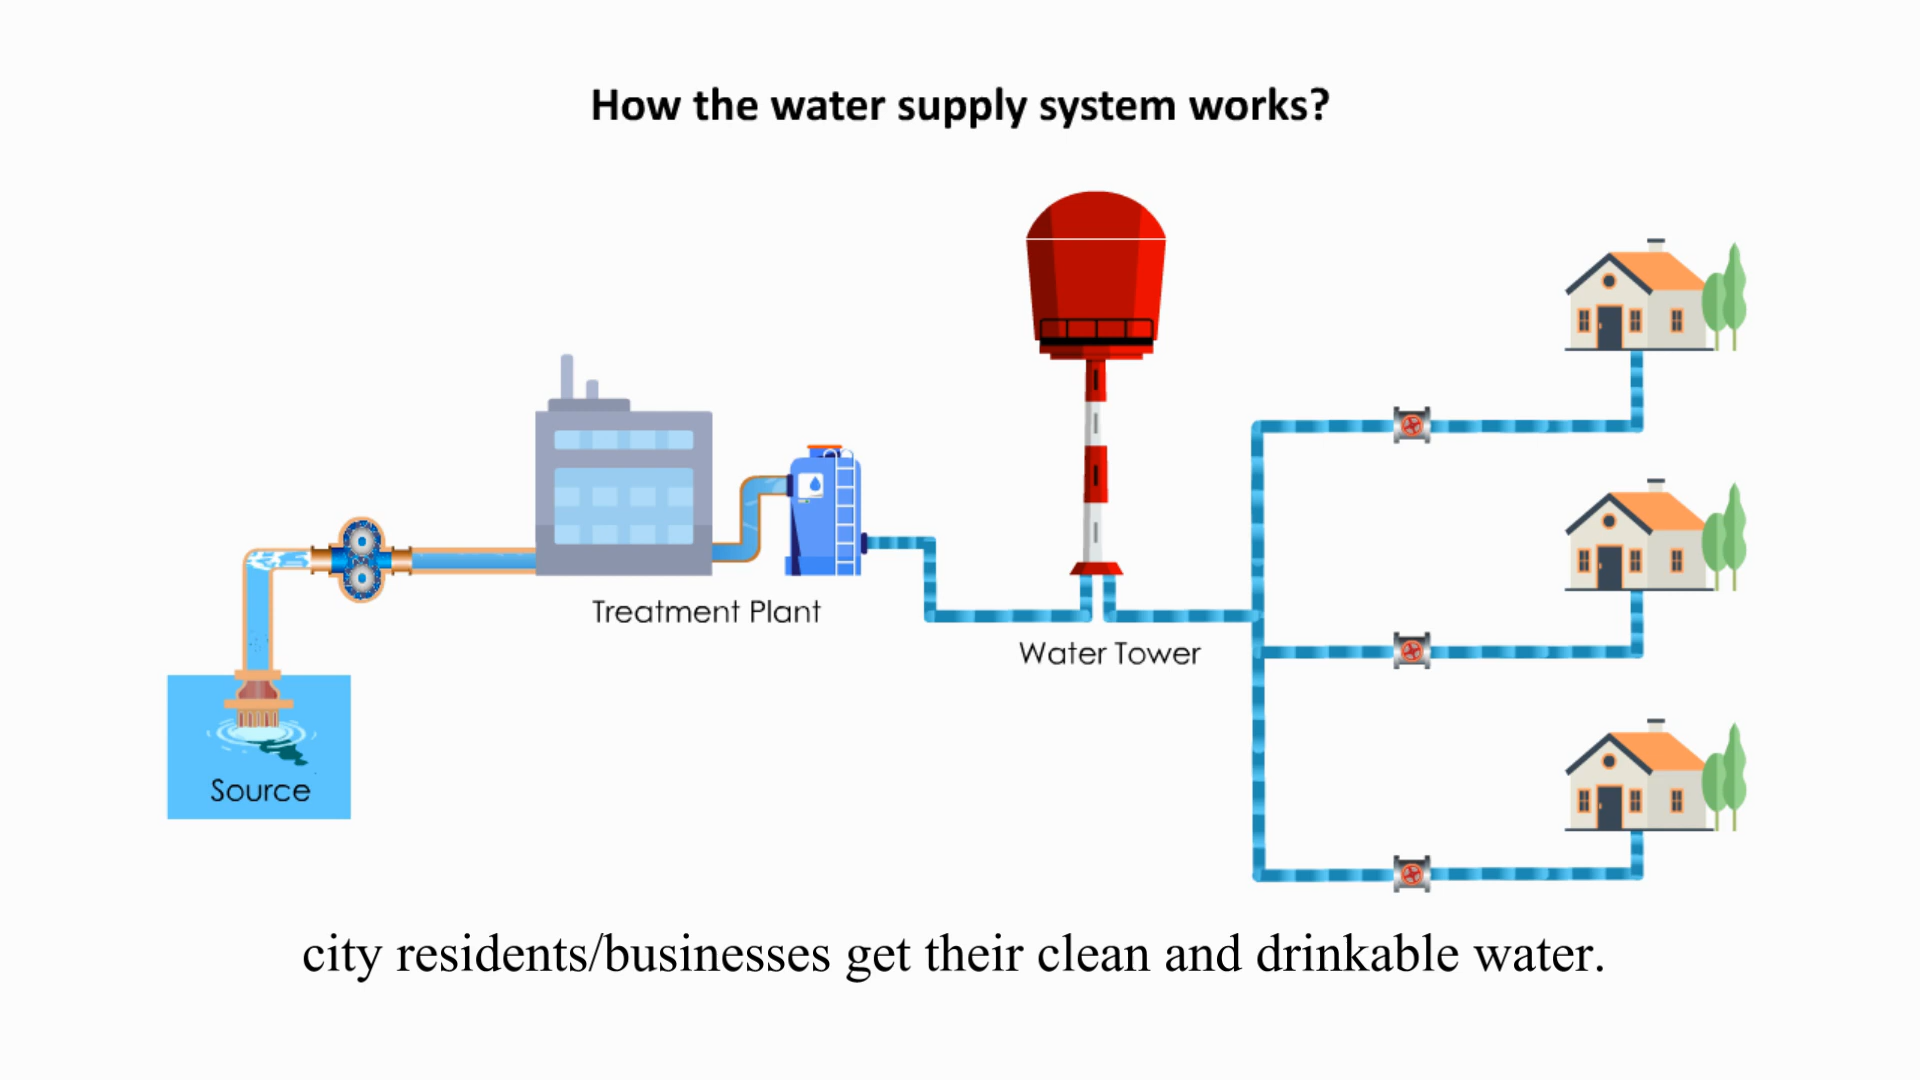 How the water supply system works?
Treatment Plant
Water Tower
Source
city residents/businesses get their clean and drinkable water.